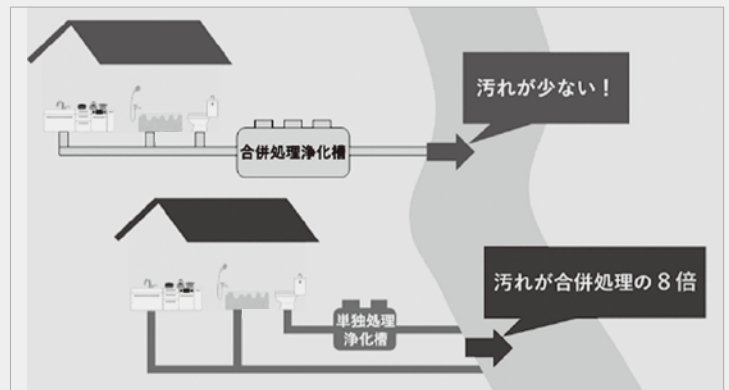 汚れが少ない！
合併処理浄化槽
汚れが合併処理の８倍
単独処理
浄化槽